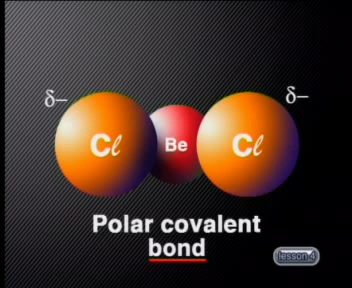 δ– δ–
Cl Be Cl
Polar covalent
bond
lesson 4